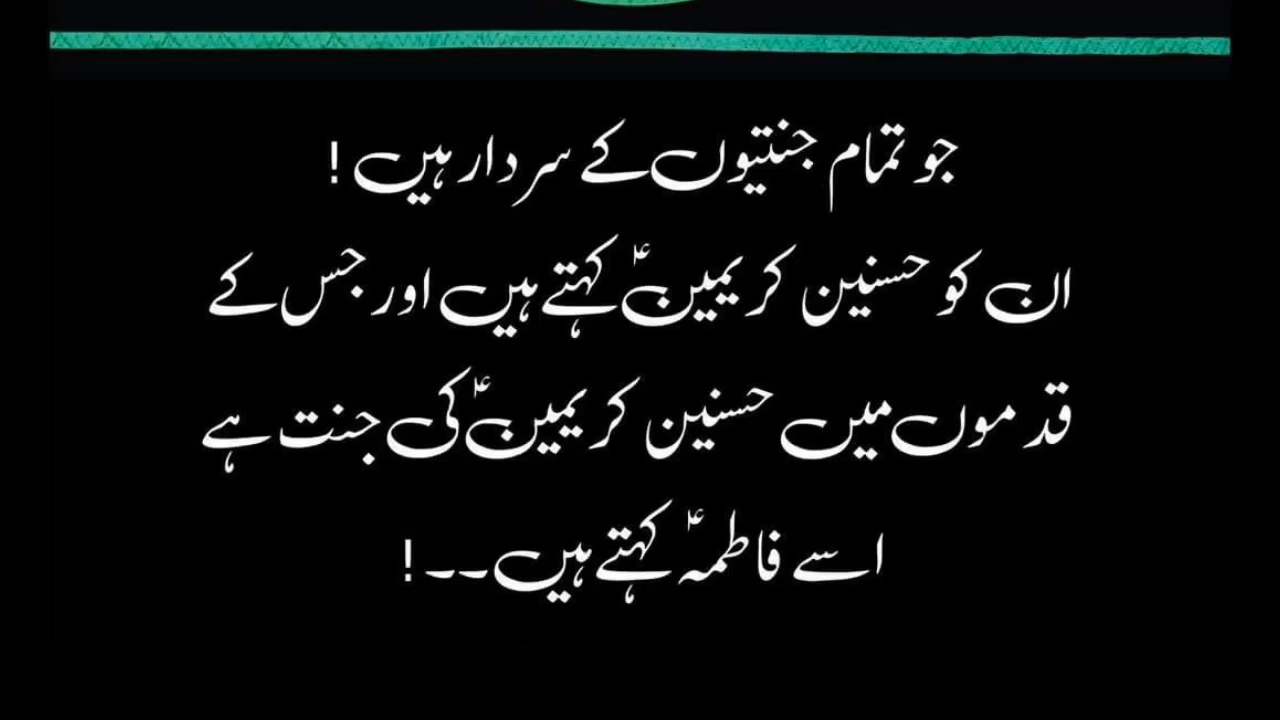 جو تمام جنتیوں کے سردار ہیں !
ان کو حسنین کریمینؑ کہتے ہیں اور جس کے
قدموں میں حسنین کریمینؑ کی جنت ہے
اسے فاطمہؑ کہتے ہیں۔۔!